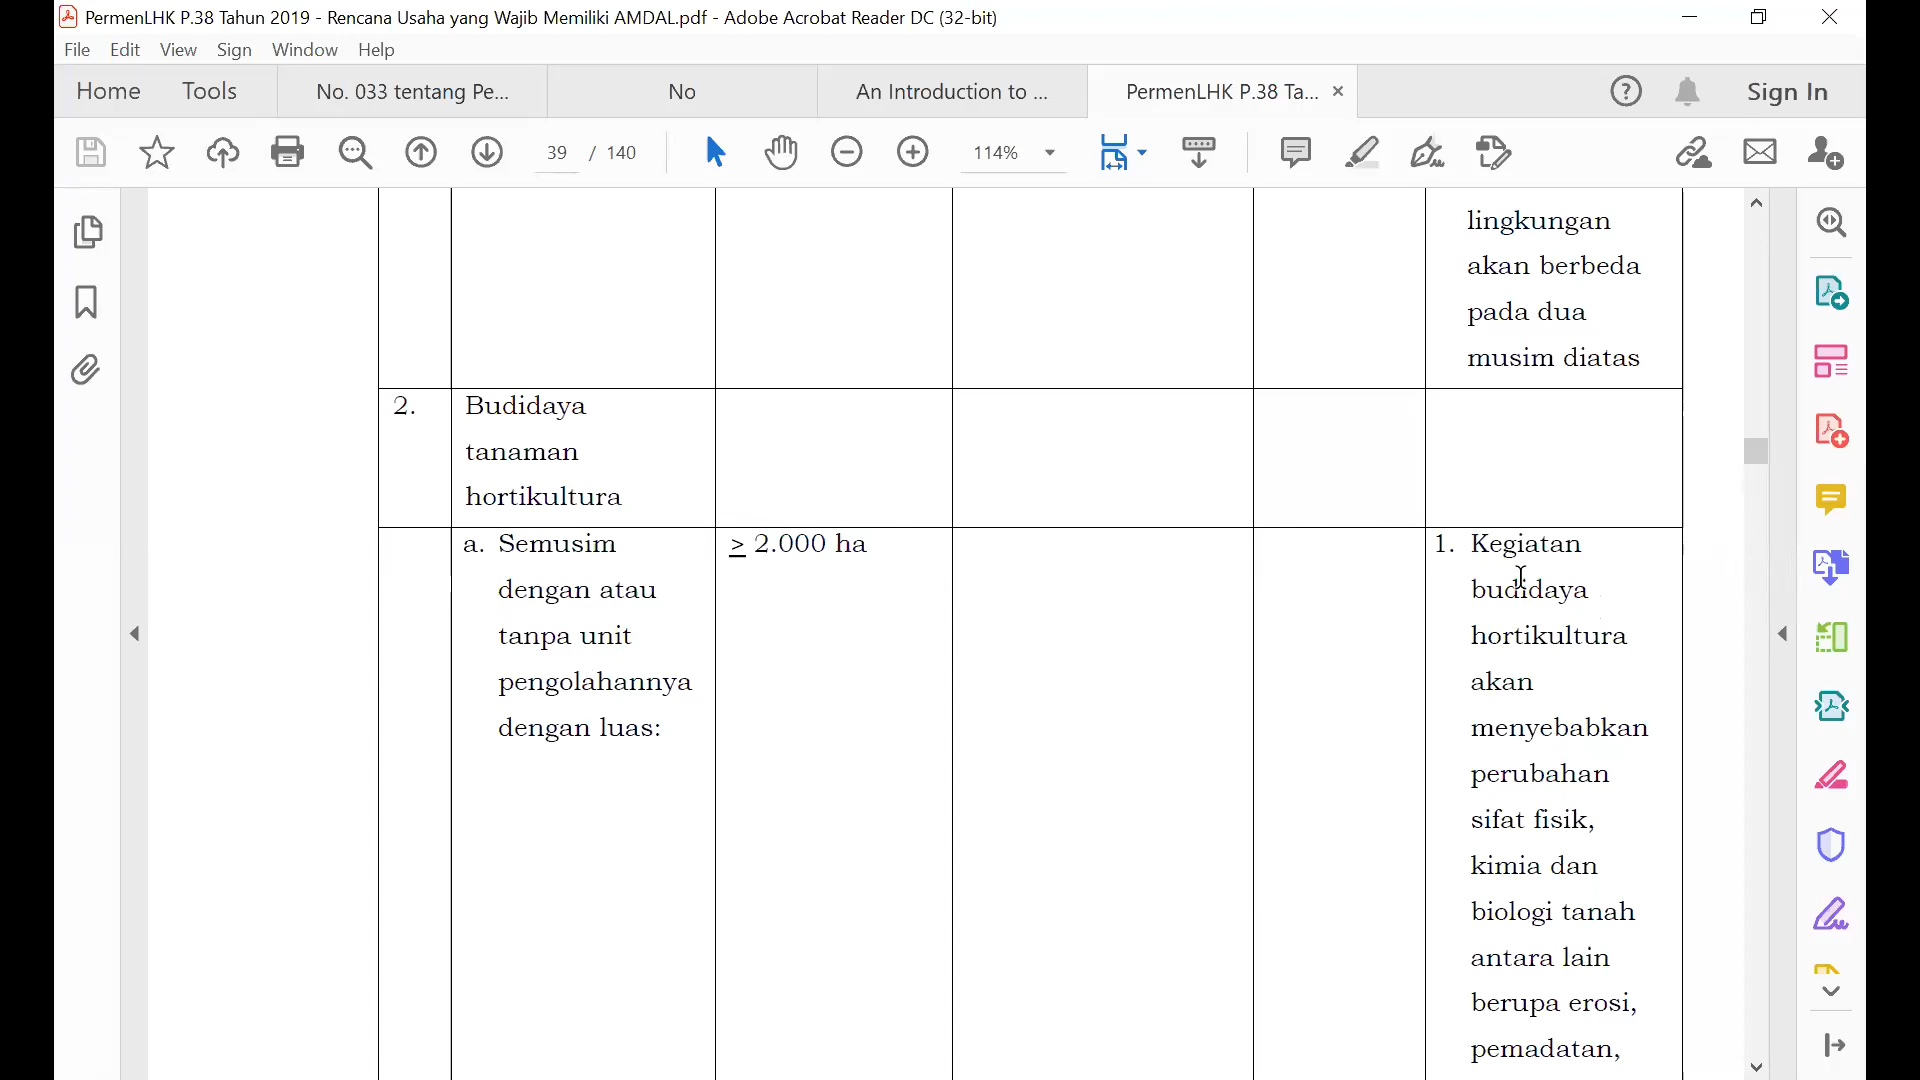 PermenLHK P.38 Tahun 2019 - Rencana Usaha yang Wajib Memiliki AMDAL.pdf - Adobe Acrobat Reader DC (32-bit)
File Edit View Sign Window Help
Home Tools No. 033 tentang Pe... No An Introduction to ... PermenLHK P.38 Ta... Sign In
39 / 140 114%
lingkungan
akan berbeda
pada dua
musim diatas
2. Budidaya
tanaman
hortikultura
a. Semusim
dengan atau
tanpa unit
pengolahannya
dengan luas:
≥ 2.000 ha
1. Kegiatan
budidaya
hortikultura
akan
menyebabkan
perubahan
sifat fisik,
kimia dan
biologi tanah
antara lain
berupa erosi,
pemadatan,